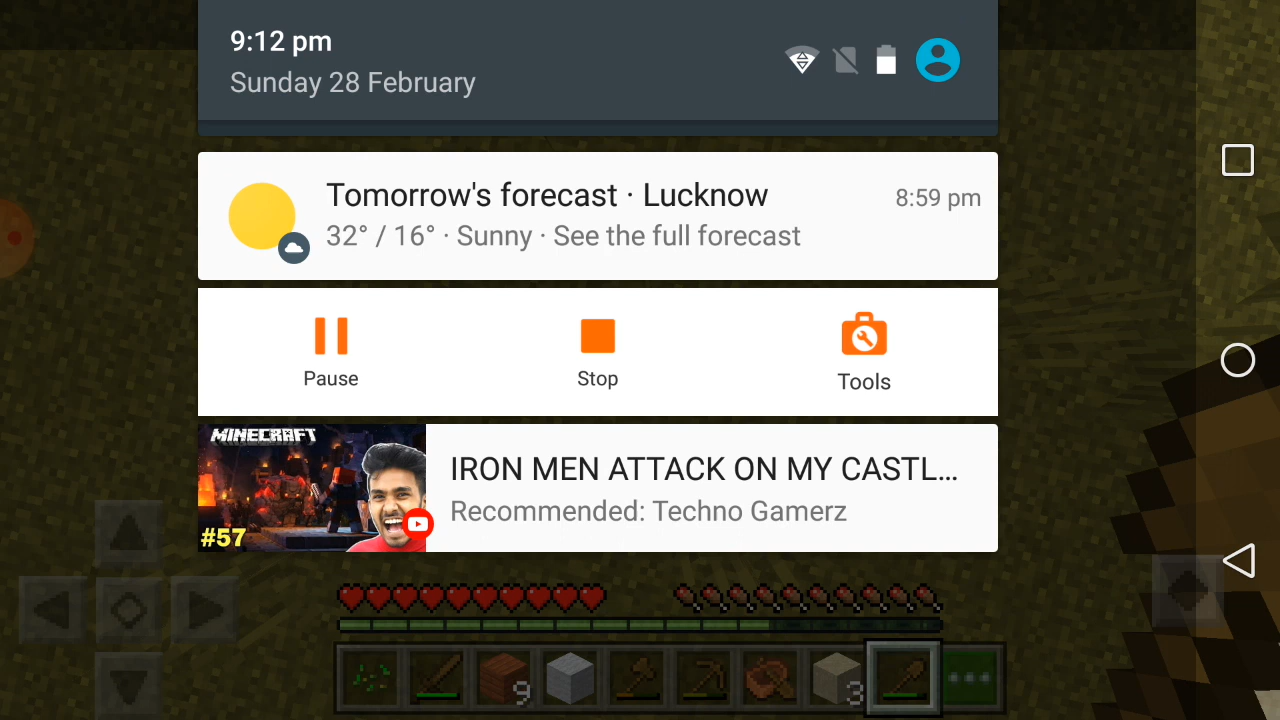 9:12 pm
Sunday 28 February
Tomorrow's forecast · Lucknow
8:59 pm
32° / 16° · Sunny · See the full forecast
Pause
Stop
Tools
MINECRAFT
#57
IRON MEN ATTACK ON MY CASTL…
Recommended: Techno Gamerz
9
3